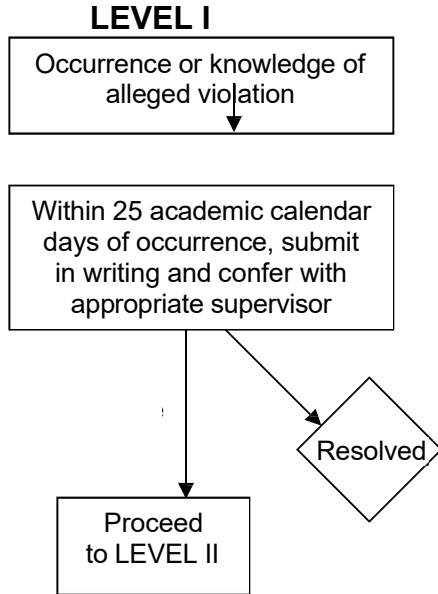 LEVEL I
Occurrence or knowledge of
alleged violation
Within 25 academic calendar
days of occurrence, submit
in writing and confer with
appropriate supervisor
Resolved
Proceed
to LEVEL II